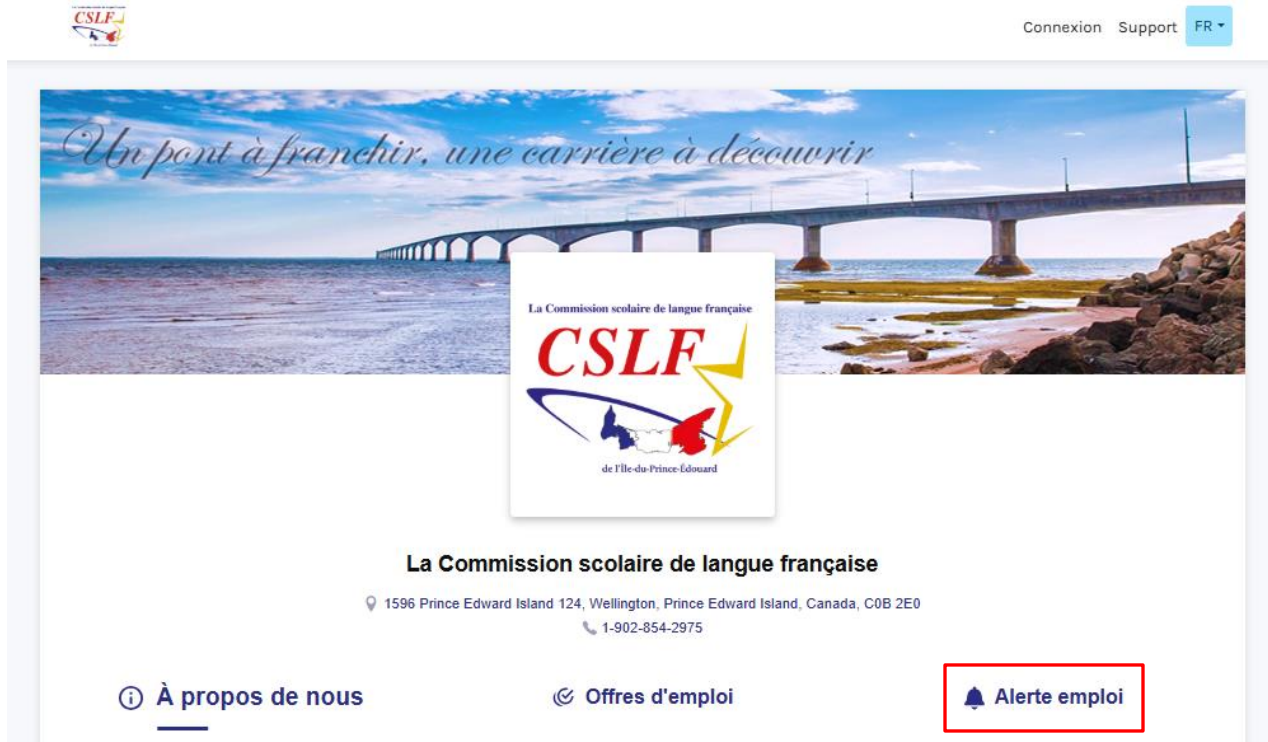 CSLF
Connexion Support FR
Un pont à franchir, une carrière à découvrir
La Commission scolaire de langue française
CSLF
de l'Île-du-Prince-Édouard
La Commission scolaire de langue française
1596 Prince Edward Island 124, Wellington, Prince Edward Island, Canada, C0B 2E0
1-902-854-2975
À propos de nous
Offres d'emploi
Alerte emploi